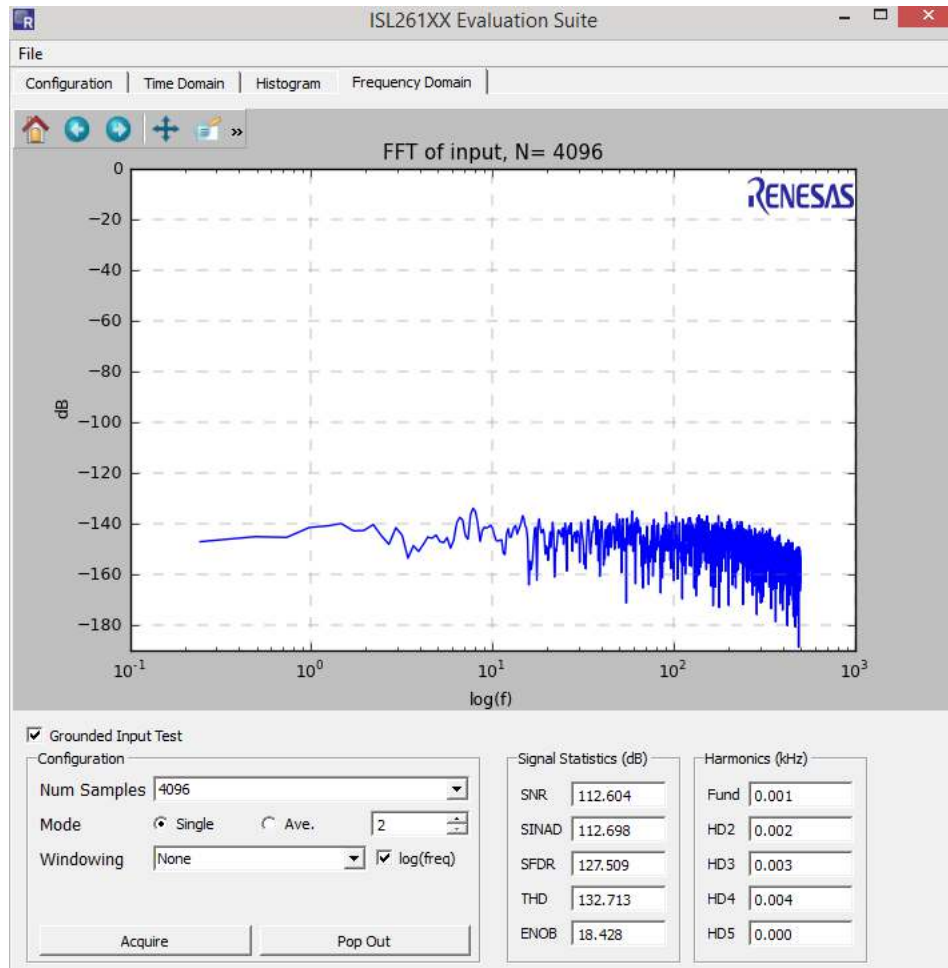 ISL261XX Evaluation Suite
File
Configuration Time Domain Histogram Frequency Domain
»
FFT of input, N= 4096
RENESAS
0
−20
−40
−60
−80
−100
−120
−140
−160
−180
dB
10⁻¹ 10⁰ 10¹ 10² 10³
log(f)
Grounded Input Test
Configuration
Num Samples 4096
Mode Single Ave. 2
Windowing None log(freq)
Acquire Pop Out
Signal Statistics (dB)
SNR 112.604
SINAD 112.698
SFDR 127.509
THD 132.713
ENOB 18.428
Harmonics (kHz)
Fund 0.001
HD2 0.002
HD3 0.003
HD4 0.004
HD5 0.000